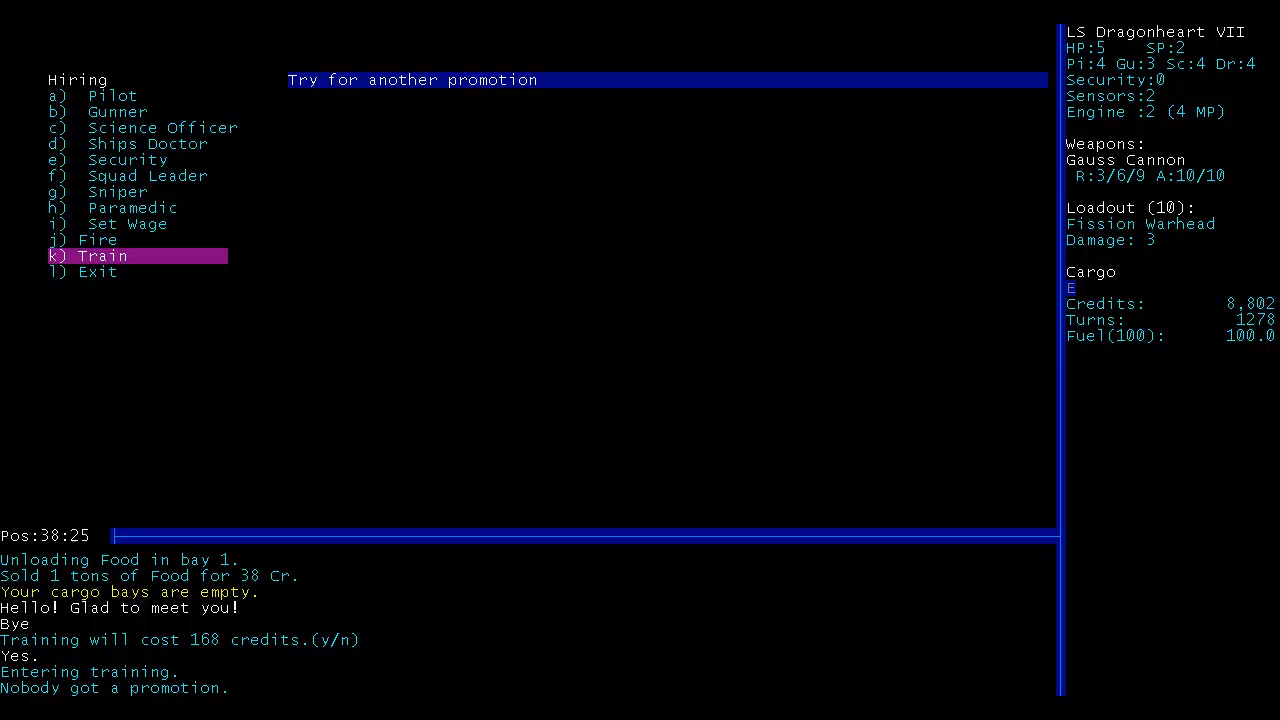 Hiring
Try for another promotion
a) Pilot
b) Gunner
c) Science Officer
d) Ships Doctor
e) Security
f) Squad Leader
g) Sniper
h) Paramedic
i) Set Wage
j) Fire
k) Train
l) Exit
LS Dragonheart VII
HP:5 SP:2
Pi:4 Gu:3 Sc:4 Dr:4
Security:0
Sensors:2
Engine :2 (4 MP)
Weapons:
Gauss Cannon
R:3/6/9 A:10/10
Loadout (10):
Fission Warhead
Damage: 3
Cargo
E
Credits: 8,802
Turns: 1278
Fuel(100): 100.0
Pos:38:25
Unloading Food in bay 1.
Sold 1 tons of Food for 38 Cr.
Your cargo bays are empty.
Hello! Glad to meet you!
Bye
Training will cost 168 credits.(y/n)
Yes.
Entering training.
Nobody got a promotion.